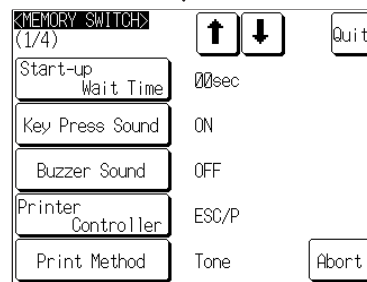 <MEMORY SWITCH>
(1/4)
↑ ↓ Quit
Start-up
Wait Time 00sec
Key Press Sound ON
Buzzer Sound OFF
Printer
Controller ESC/P
Print Method Tone Abort